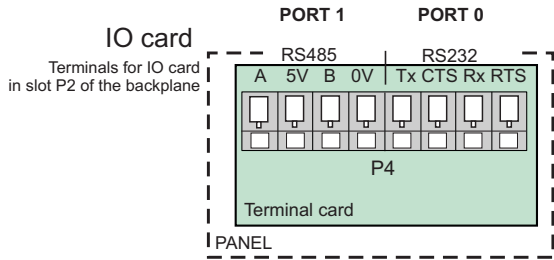 PORT 1 PORT 0
IO card
Terminals for IO card
in slot P2 of the backplane
RS485 RS232
A 5V B 0V Tx CTS Rx RTS
P4
Terminal card
PANEL